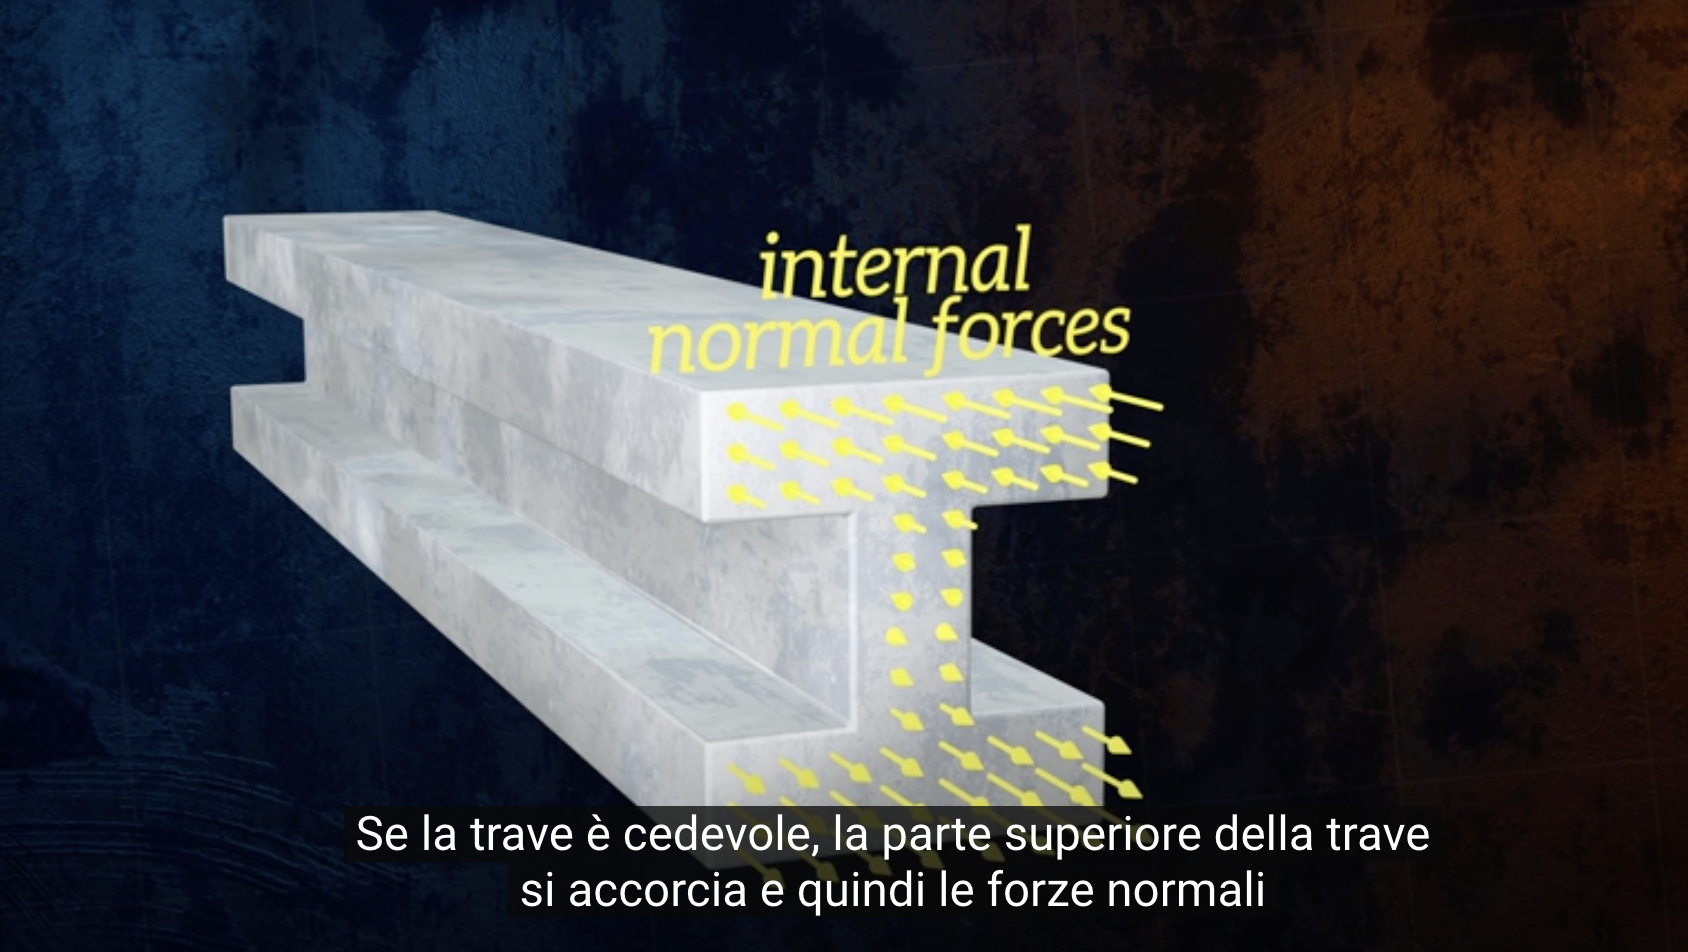 internal
normal forces
Se la trave è cedevole, la parte superiore della trave
si accorcia e quindi le forze normali